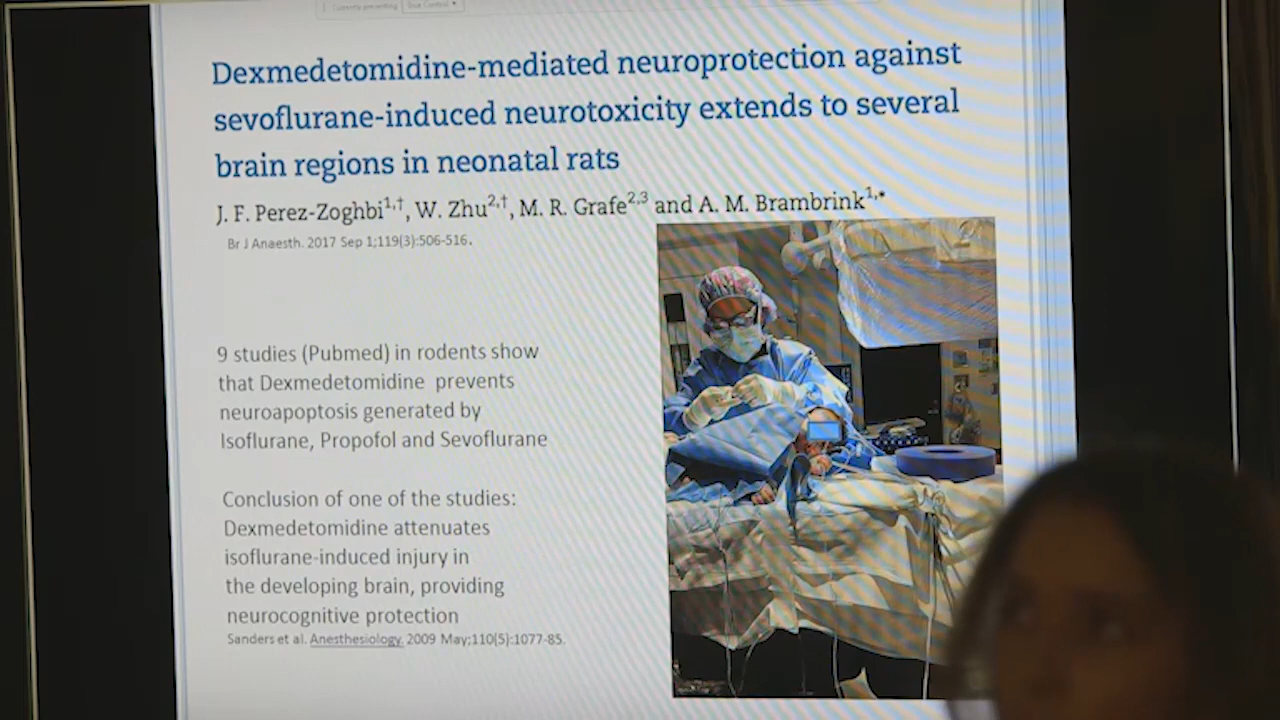 Currently presenting
Dexmedetomidine-mediated neuroprotection against
sevoflurane-induced neurotoxicity extends to several
brain regions in neonatal rats
J. F. Perez-Zoghbi1,†, W. Zhu2,†, M. R. Grafe2,3 and A. M. Brambrink1,*
Br J Anaesth. 2017 Sep 1;119(3):506-516.
9 studies (Pubmed) in rodents show
that Dexmedetomidine prevents
neuroapoptosis generated by
Isoflurane, Propofol and Sevoflurane
Conclusion of one of the studies:
Dexmedetomidine attenuates
isoflurane-induced injury in
the developing brain, providing
neurocognitive protection
Sanders et al. Anesthesiology. 2009 May;110(5):1077-85.